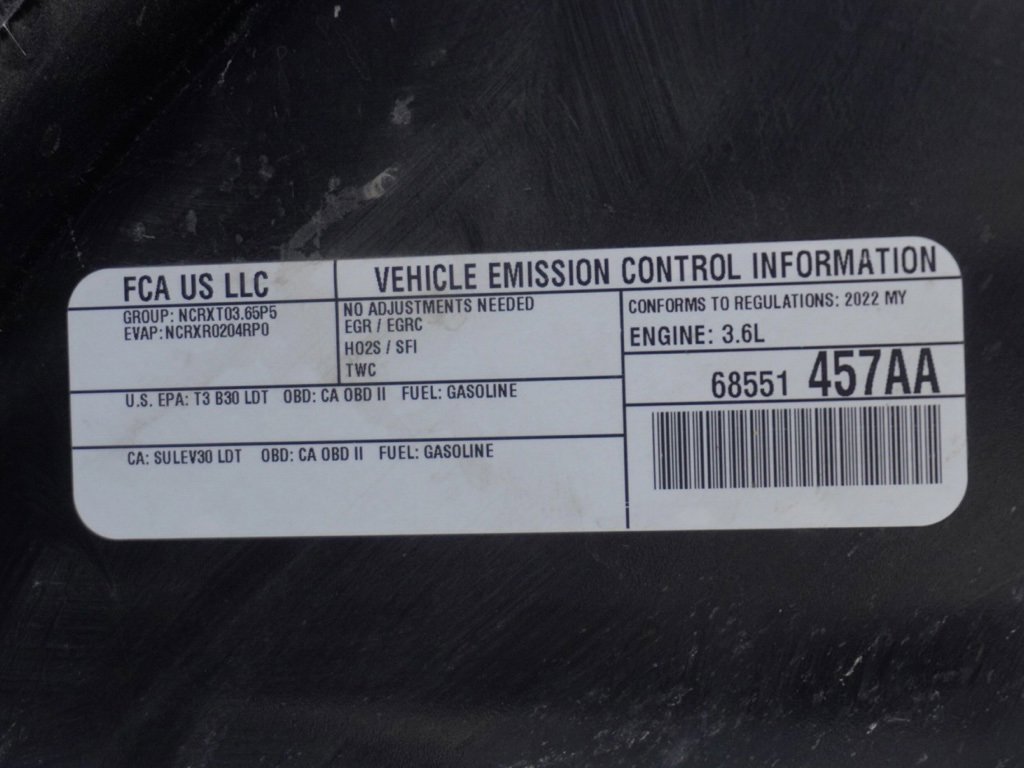 FCA US LLC
VEHICLE EMISSION CONTROL INFORMATION
GROUP: NCRXT03.65P5
EVAP: NCRXR0204RP0
NO ADJUSTMENTS NEEDED
EGR / EGRC
HO2S / SFI
TWC
CONFORMS TO REGULATIONS: 2022 MY
ENGINE: 3.6L
68551 457AA
U.S. EPA: T3 B30 LDT OBD: CA OBD II FUEL: GASOLINE
CA: SULEV30 LDT OBD: CA OBD II FUEL: GASOLINE